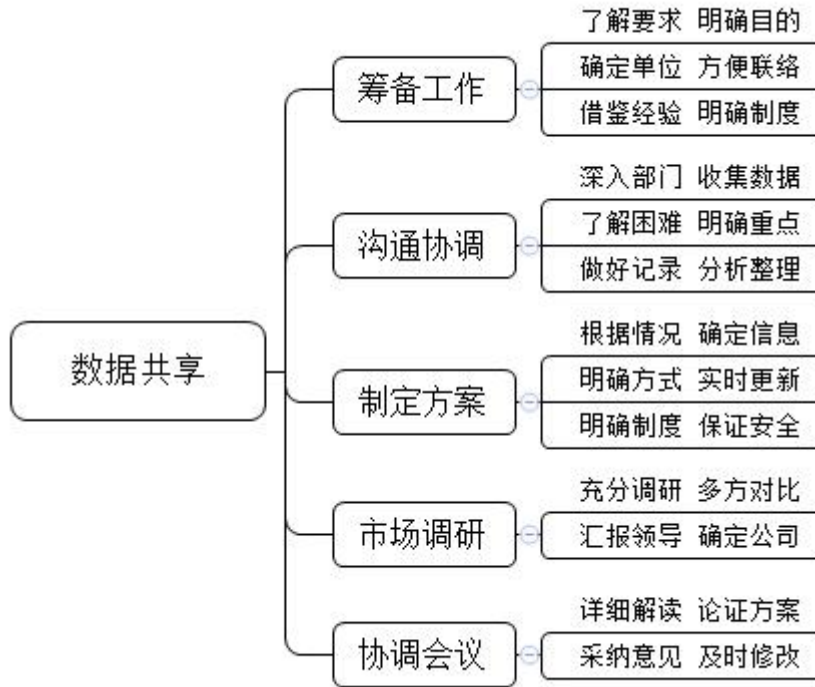 数据共享
筹备工作
了解要求 明确目的
确定单位 方便联络
借鉴经验 明确制度
沟通协调
深入部门 收集数据
了解困难 明确重点
做好记录 分析整理
制定方案
根据情况 确定信息
明确方式 实时更新
明确制度 保证安全
市场调研
充分调研 多方对比
汇报领导 确定公司
协调会议
详细解读 论证方案
采纳意见 及时修改